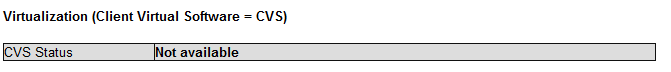 Virtualization (Client Virtual Software = CVS)
CVS Status Not available